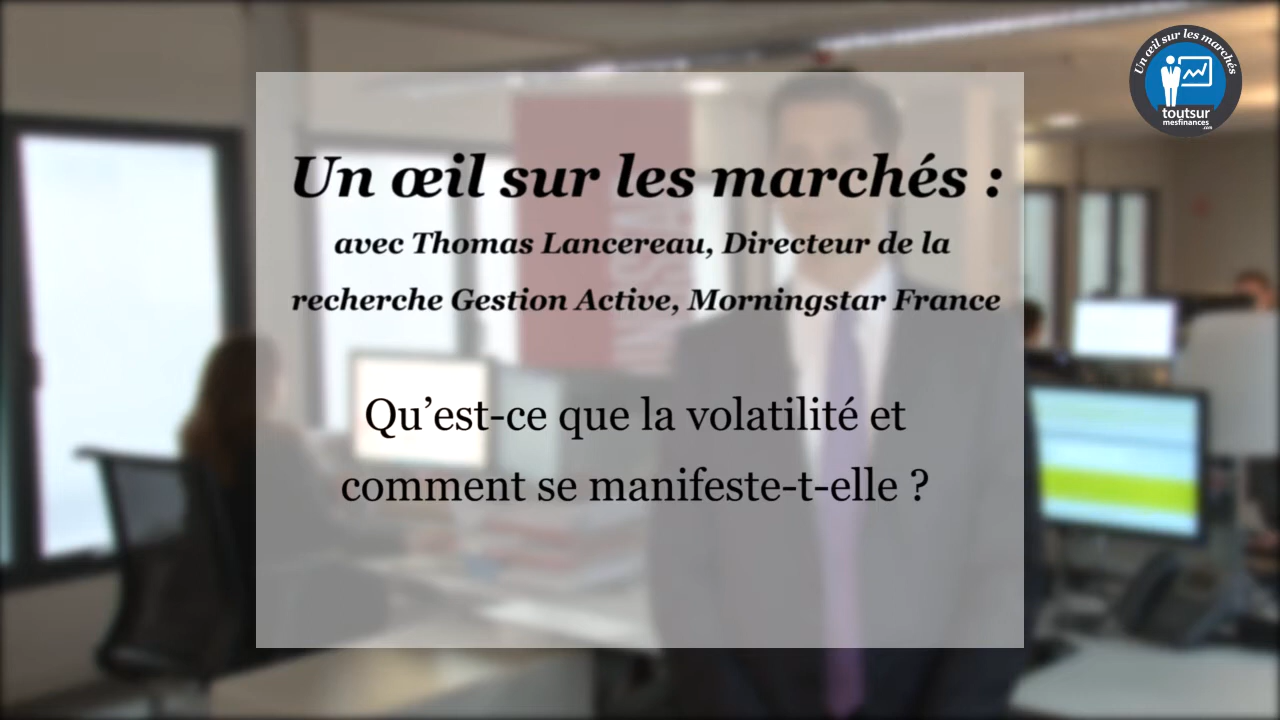 Un œil sur les marchés
toutsur
mesfinances
.com
Un œil sur les marchés :
avec Thomas Lancereau, Directeur de la
recherche Gestion Active, Morningstar France
Qu’est-ce que la volatilité et
comment se manifeste-t-elle ?